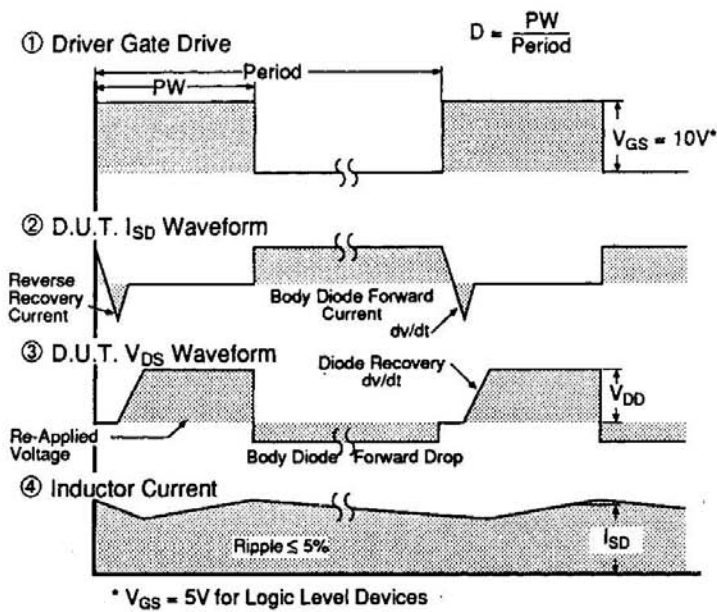 D = PW
Period
① Driver Gate Drive
Period
PW
VGS = 10V*
② D.U.T. ISD Waveform
Reverse
Recovery
Current
Body Diode Forward
Current
dv/dt
③ D.U.T. VDS Waveform
Diode Recovery
dv/dt
VDD
Re-Applied
Voltage
Body Diode Forward Drop
④ Inductor Current
Ripple ≤ 5%
ISD
* VGS = 5V for Logic Level Devices